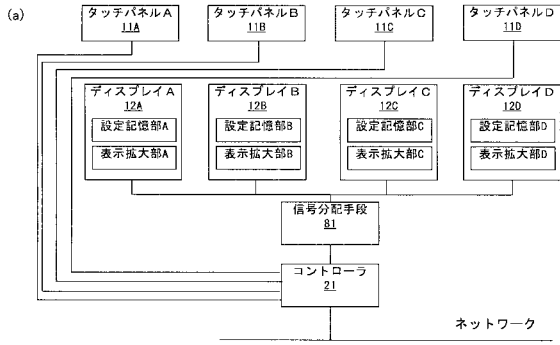 (a)
タッチパネルA
11A
タッチパネルB
11B
タッチパネルC
11C
タッチパネルD
11D
ディスプレイA
12A
設定記憶部A
表示拡大部A
ディスプレイB
12B
設定記憶部B
表示拡大部B
ディスプレイC
12C
設定記憶部C
表示拡大部C
ディスプレイD
12D
設定記憶部D
表示拡大部D
信号分配手段
81
コントローラ
21
ネットワーク